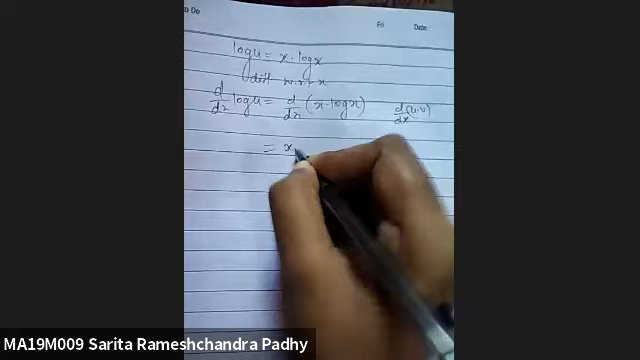 Fri Date
log u = x · log x
diff w.r.t x
d/dx log u = d/dx (x · log x) d/dx (u·v)
= x
MA19M009 Sarita Rameshchandra Padhy